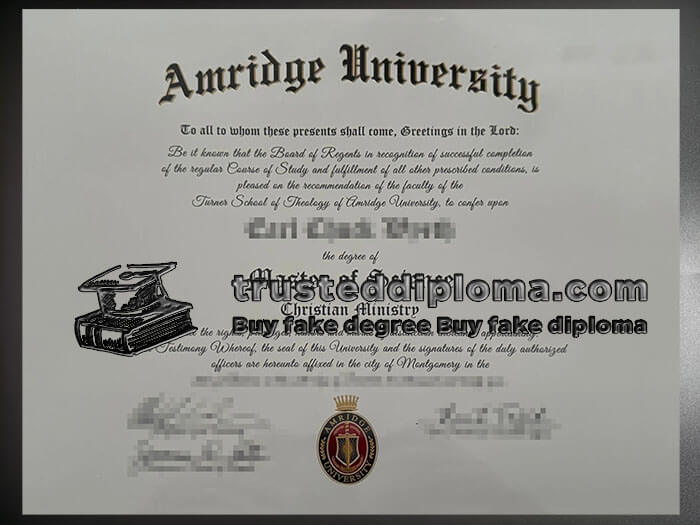 Amridge University
To all to whom these presents shall come, Greetings in the Lord:
Be it known that the Board of Regents in recognition of successful completion
of the regular Course of Study and fulfillment of all other prescribed conditions, is
pleased on the recommendation of the faculty of the
Turner School of Theology of Amridge University, to confer upon
the degree of
Master of Science
trusteddiploma.com
Christian Ministry
Buy fake degree Buy fake diploma
the rights,
Testimony Whereof, the seal of this University and the signatures of the duly authorized
officers are hereunto affixed in the city of Montgomery in the
AMRIDGE
UNIVERSITY